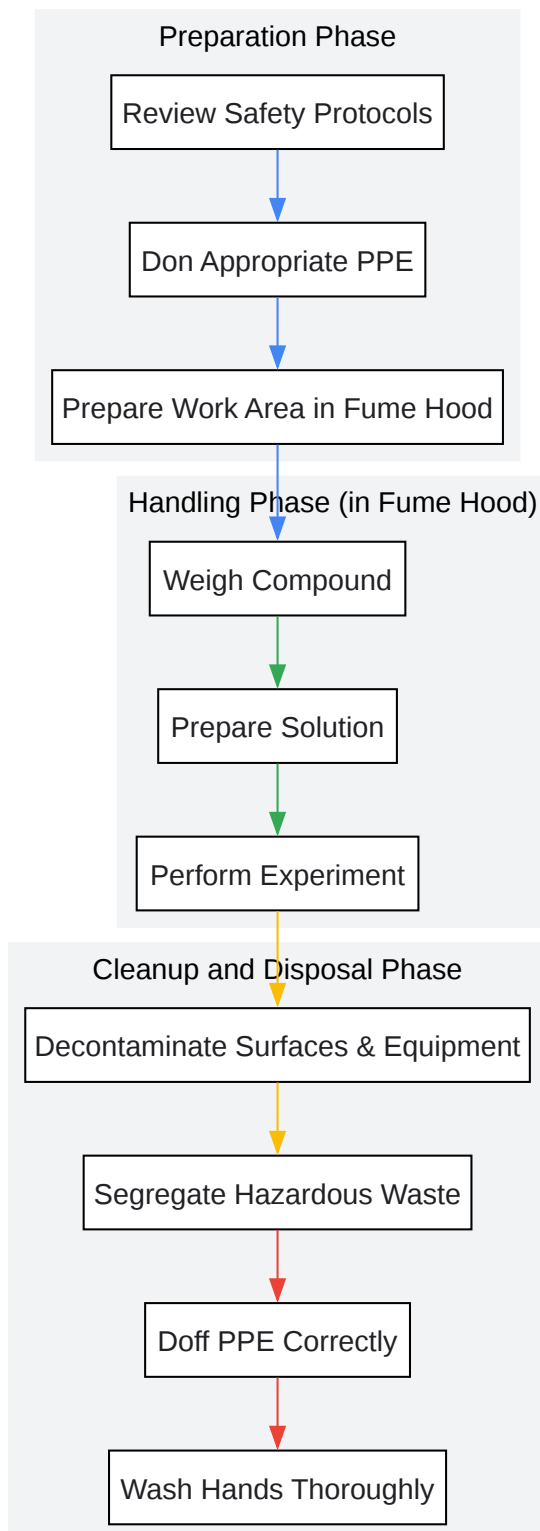 Preparation Phase
Review Safety Protocols
Don Appropriate PPE
Prepare Work Area in Fume Hood
Handling Phase (in Fume Hood)
Weigh Compound
Prepare Solution
Perform Experiment
Cleanup and Disposal Phase
Decontaminate Surfaces & Equipment
Segregate Hazardous Waste
Doff PPE Correctly
Wash Hands Thoroughly